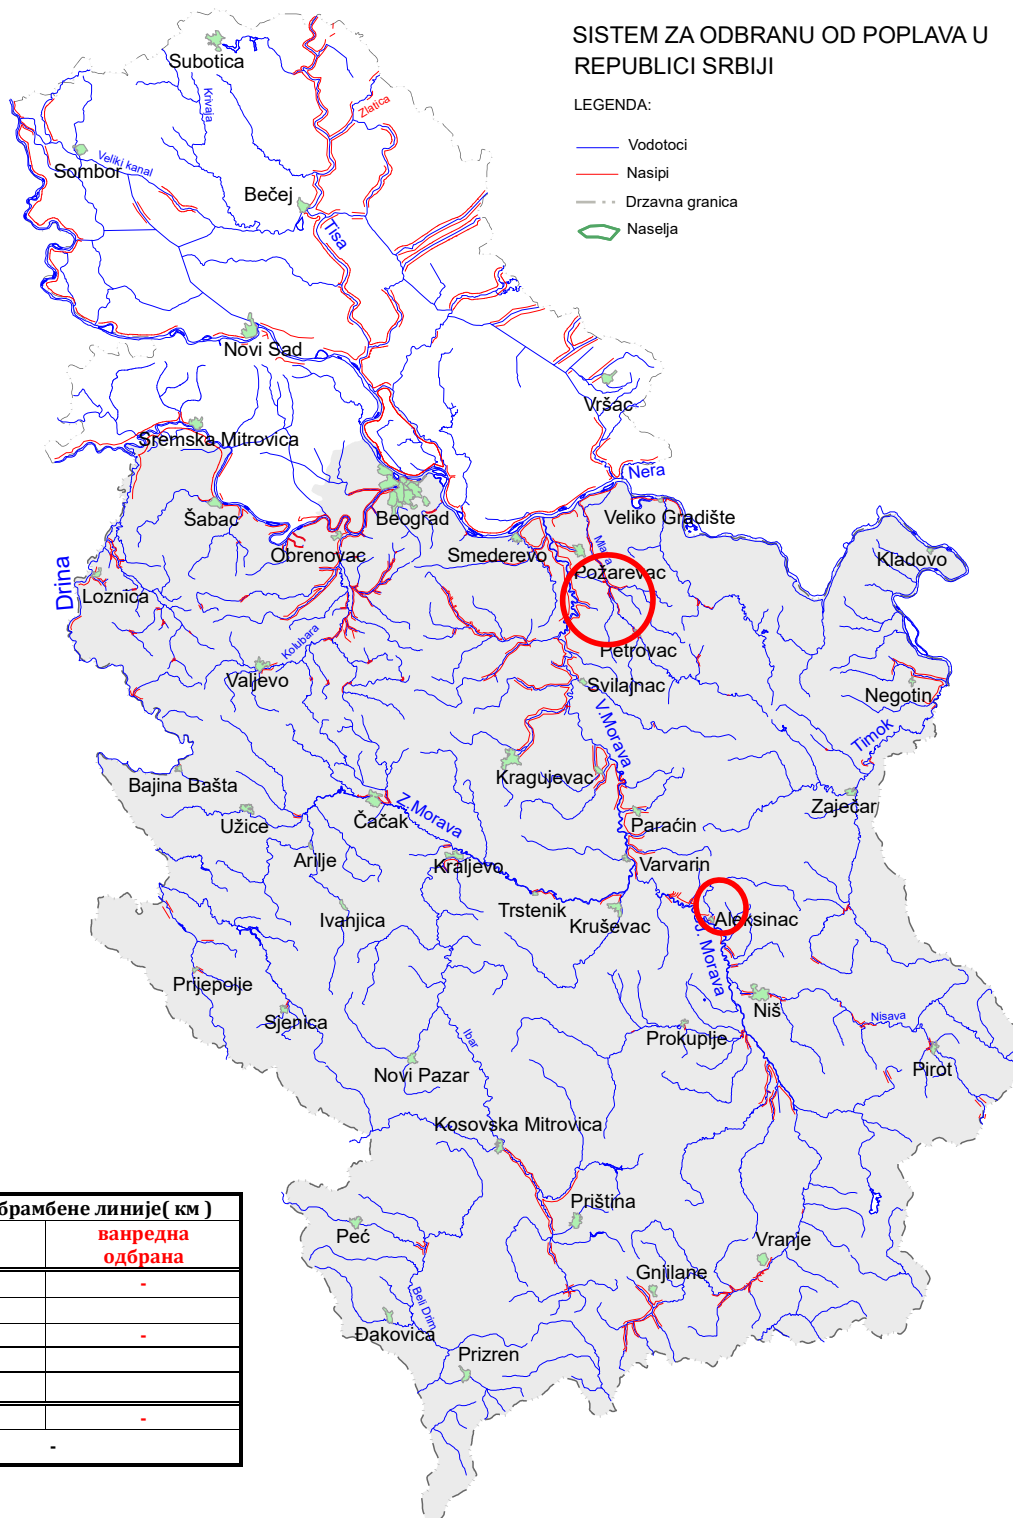 SISTEM ZA ODBRANU OD POPLAVA U
REPUBLICI SRBIJI
LEGENDA:
Vodotoci
Nasipi
Drzavna granica
Naselja
Subotica
Krivaja
Zlatica
Sombor
Veliki kanal
Bečej
Tisa
Novi Sad
Vršac
Sremska Mitrovica
Nera
Šabac
Beograd
Veliko Gradište
Obrenovac
Smederevo
Kladovo
Drina
Loznica
Požarevac
Kolubara
Petrovac
Valjevo
Svilajnac
Negotin
V.Morava
Timok
Bajina Bašta
Kragujevac
Zaječar
Užice
Čačak
Z.Morava
Paraćin
Arilje
Kraljevo
Varvarin
Ivanjica
Trstenik
Kruševac
Aleksinac
J. Morava
Prijepolje
Sjenica
Niš
Nisava
Ibar
Prokuplje
Pirot
Novi Pazar
Kosovska Mitrovica
Priština
Peć
Vranje
Gnjilane
Beli Drim
Đakovica
Prizren
брамбене линије( км )
ванредна
одбрана
-
-
-
-